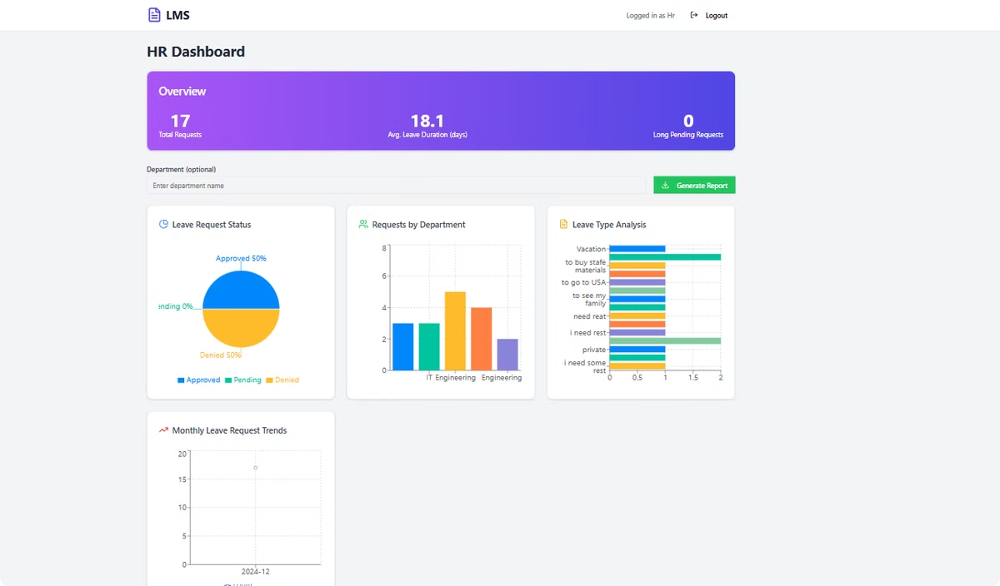 LMS
Logged in as Hr
Logout
HR Dashboard
Overview
17
Total Requests
18.1
Avg. Leave Duration (days)
0
Long Pending Requests
Department (optional)
Enter department name
Generate Report
Leave Request Status
Approved 50%
ending 0%
Denied 50%
Approved Pending Denied
Requests by Department
8
6
4
2
0
IT Engineering Engineering
Leave Type Analysis
Vacation
to buy stafe
materials
to go to USA
to see my
family
need reat
i need rest
private
i need some
rest
0 0.5 1 1.5 2
Monthly Leave Request Trends
20
15
10
5
0
2024-12